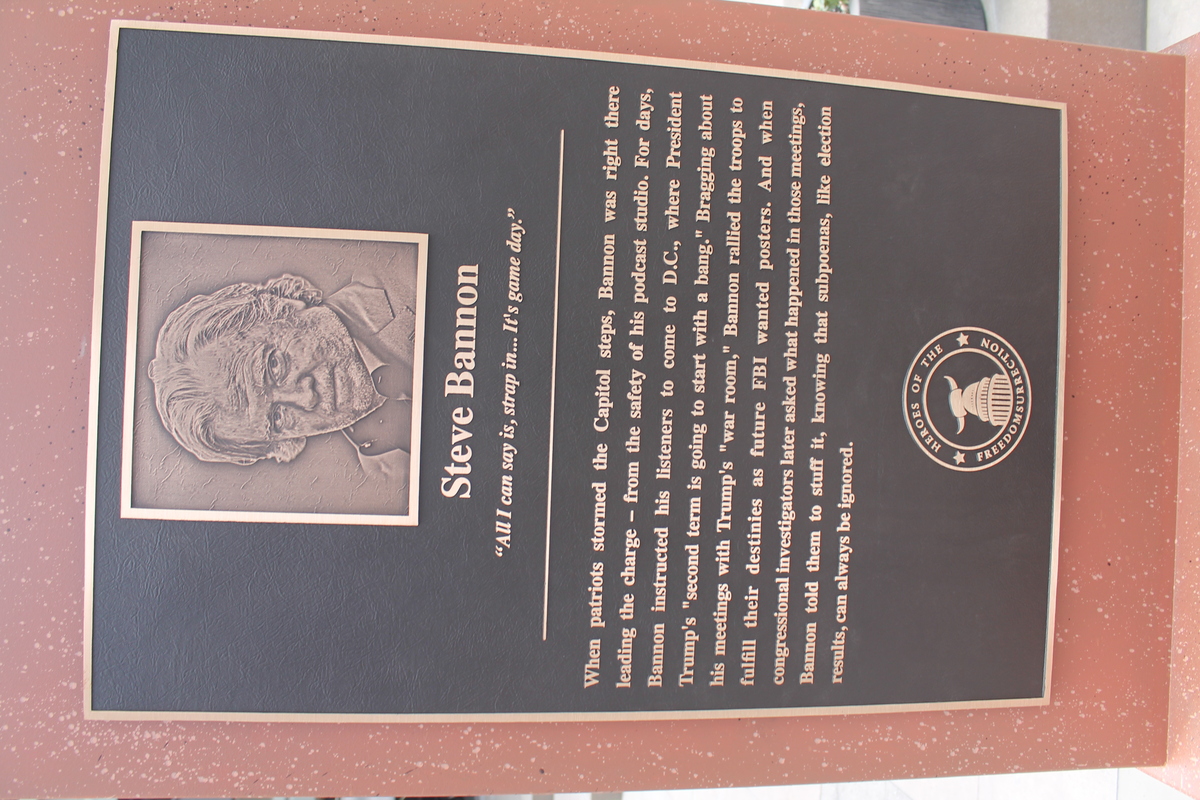 Steve Bannon
“All I can say is, strap in... It's game day.”
When patriots stormed the Capitol steps, Bannon was right there
leading the charge – from the safety of his podcast studio. For days,
Bannon instructed his listeners to come to D.C., where President
Trump's "second term is going to start with a bang." Bragging about
his meetings with Trump's "war room," Bannon rallied the troops to
fulfill their destinies as future FBI wanted posters. And when
congressional investigators later asked what happened in those meetings,
Bannon told them to stuff it, knowing that subpoenas, like election
results, can always be ignored.
HEROES OF THE
FREEDOMSURRECTION